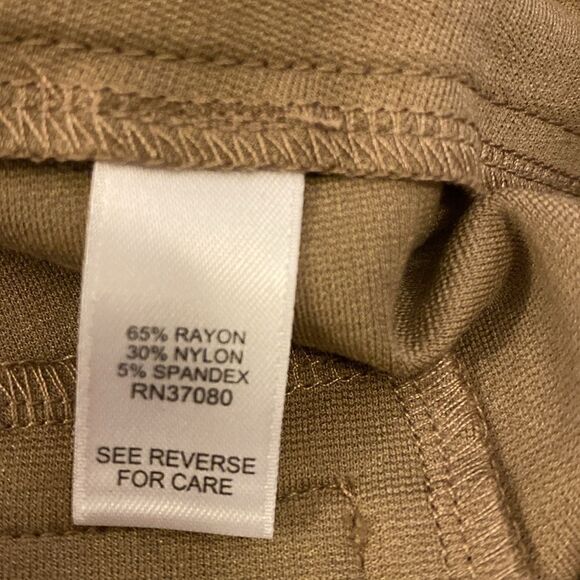 65% RAYON
30% NYLON
5% SPANDEX
RN37080
SEE REVERSE
FOR CARE